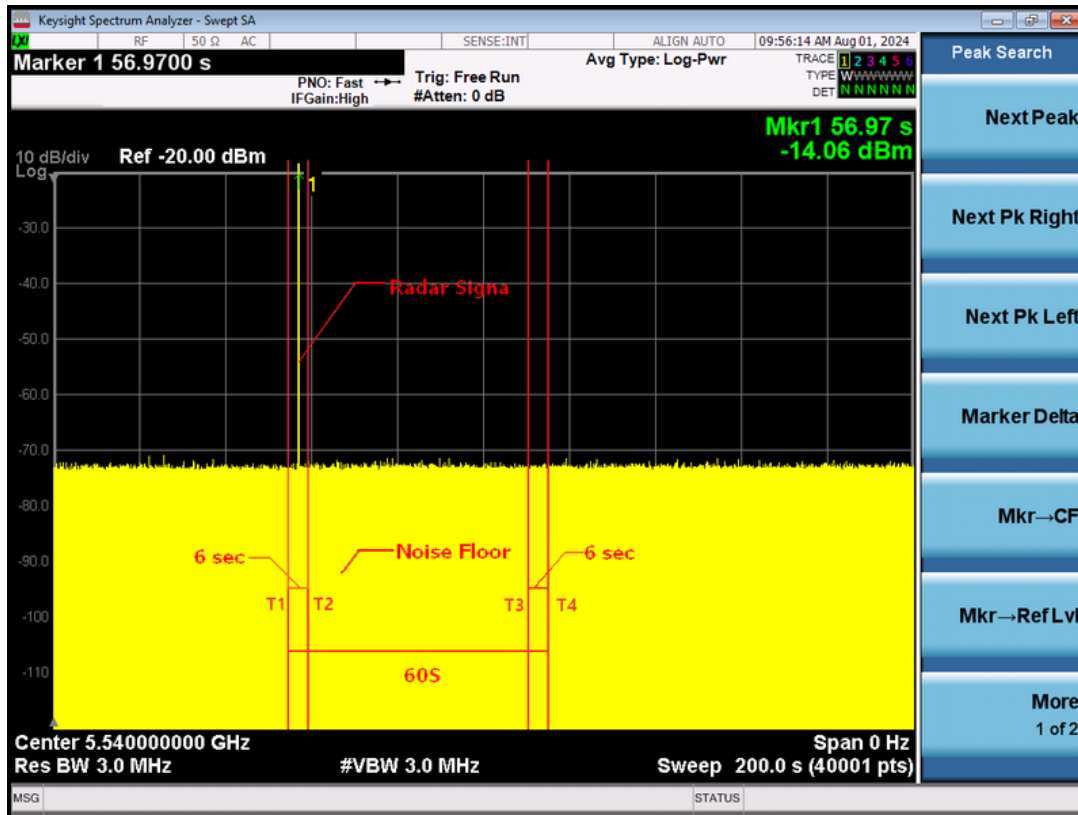 Keysight Spectrum Analyzer - Swept SA
LXI RF 50 Ω AC SENSE:INT ALIGN AUTO 09:56:14 AM Aug 01, 2024
Marker 1 56.9700 s
PNO: Fast
IFGain:High
Trig: Free Run
#Atten: 0 dB
Avg Type: Log-Pwr
TRACE 1 2 3 4 5 6
TYPE WWWWWWW
DET N N N N N N
Peak Search
Mkr1 56.97 s
-14.06 dBm
10 dB/div Ref -20.00 dBm
Log
1
-30.0
-40.0
-50.0
-60.0
-70.0
-80.0
-90.0
-100
-110
Radar Signa
6 sec
Noise Floor
6 sec
T1 T2 T3 T4
60S
Center 5.540000000 GHz Span 0 Hz
Res BW 3.0 MHz #VBW 3.0 MHz Sweep 200.0 s (40001 pts)
MSG STATUS
Next Peak
Next Pk Right
Next Pk Left
Marker Delta
Mkr→CF
Mkr→Ref Lvl
More
1 of 2